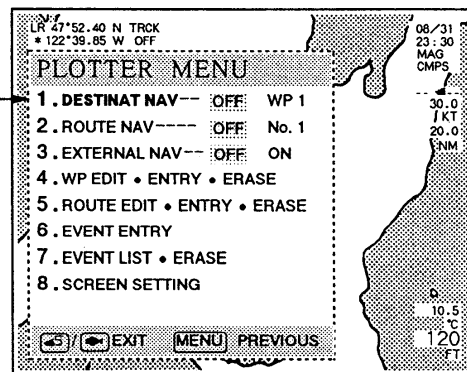 LR 47°52.40 N TRCK
* 122°39.85 W OFF
PLOTTER MENU
1. DESTINAT NAV-- OFF WP 1
2. ROUTE NAV---- OFF No. 1
3. EXTERNAL NAV-- OFF ON
4. WP EDIT • ENTRY • ERASE
5. ROUTE EDIT • ENTRY • ERASE
6. EVENT ENTRY
7. EVENT LIST • ERASE
8. SCREEN SETTING
/ EXIT MENU PREVIOUS
08/31
23:30
MAG
CMPS
30.0
KT
20.0
NM
10.5
°C
120
FT